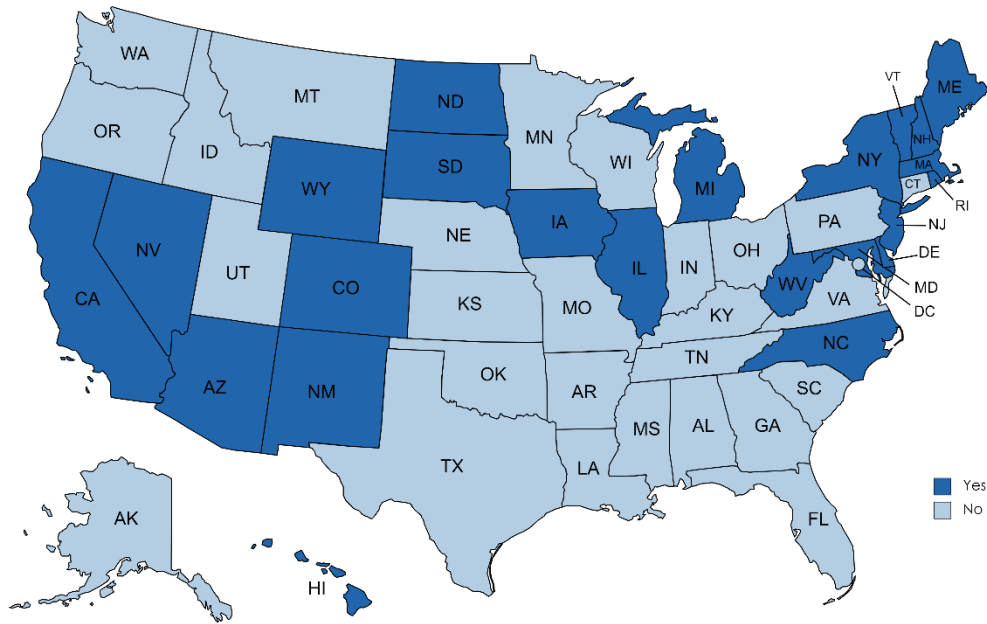 WA
MT
ND
MN
VT
ME
OR
ID
SD
WI
NY
NH
MA
WY
MI
CT
RI
IA
PA
NJ
NE
OH
DE
NV
UT
IL
IN
MD
CA
CO
WV
VA
DC
KS
MO
KY
NC
TN
AZ
NM
OK
AR
SC
MS
AL
GA
TX
LA
Yes
No
AK
FL
HI